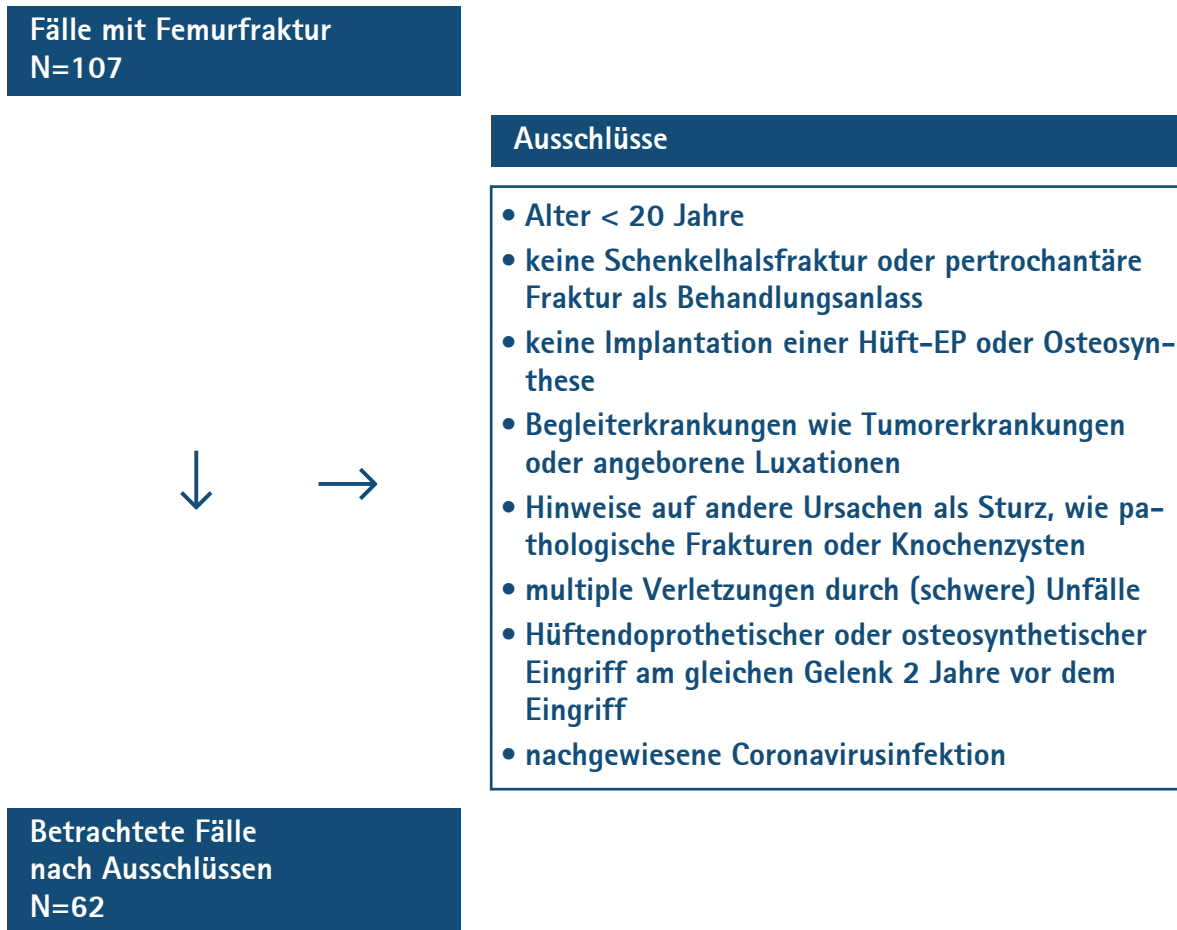 Fälle mit Femurfraktur
N=107
Ausschlüsse
• Alter < 20 Jahre
• keine Schenkelhalsfraktur oder pertrochantäre
Fraktur als Behandlungsanlass
• keine Implantation einer Hüft-EP oder Osteosyn-
these
• Begleiterkrankungen wie Tumorerkrankungen
oder angeborene Luxationen
• Hinweise auf andere Ursachen als Sturz, wie pa-
thologische Frakturen oder Knochenzysten
• multiple Verletzungen durch (schwere) Unfälle
• Hüftendoprothetischer oder osteosynthetischer
Eingriff am gleichen Gelenk 2 Jahre vor dem
Eingriff
• nachgewiesene Coronavirusinfektion
Betrachtete Fälle
nach Ausschlüssen
N=62